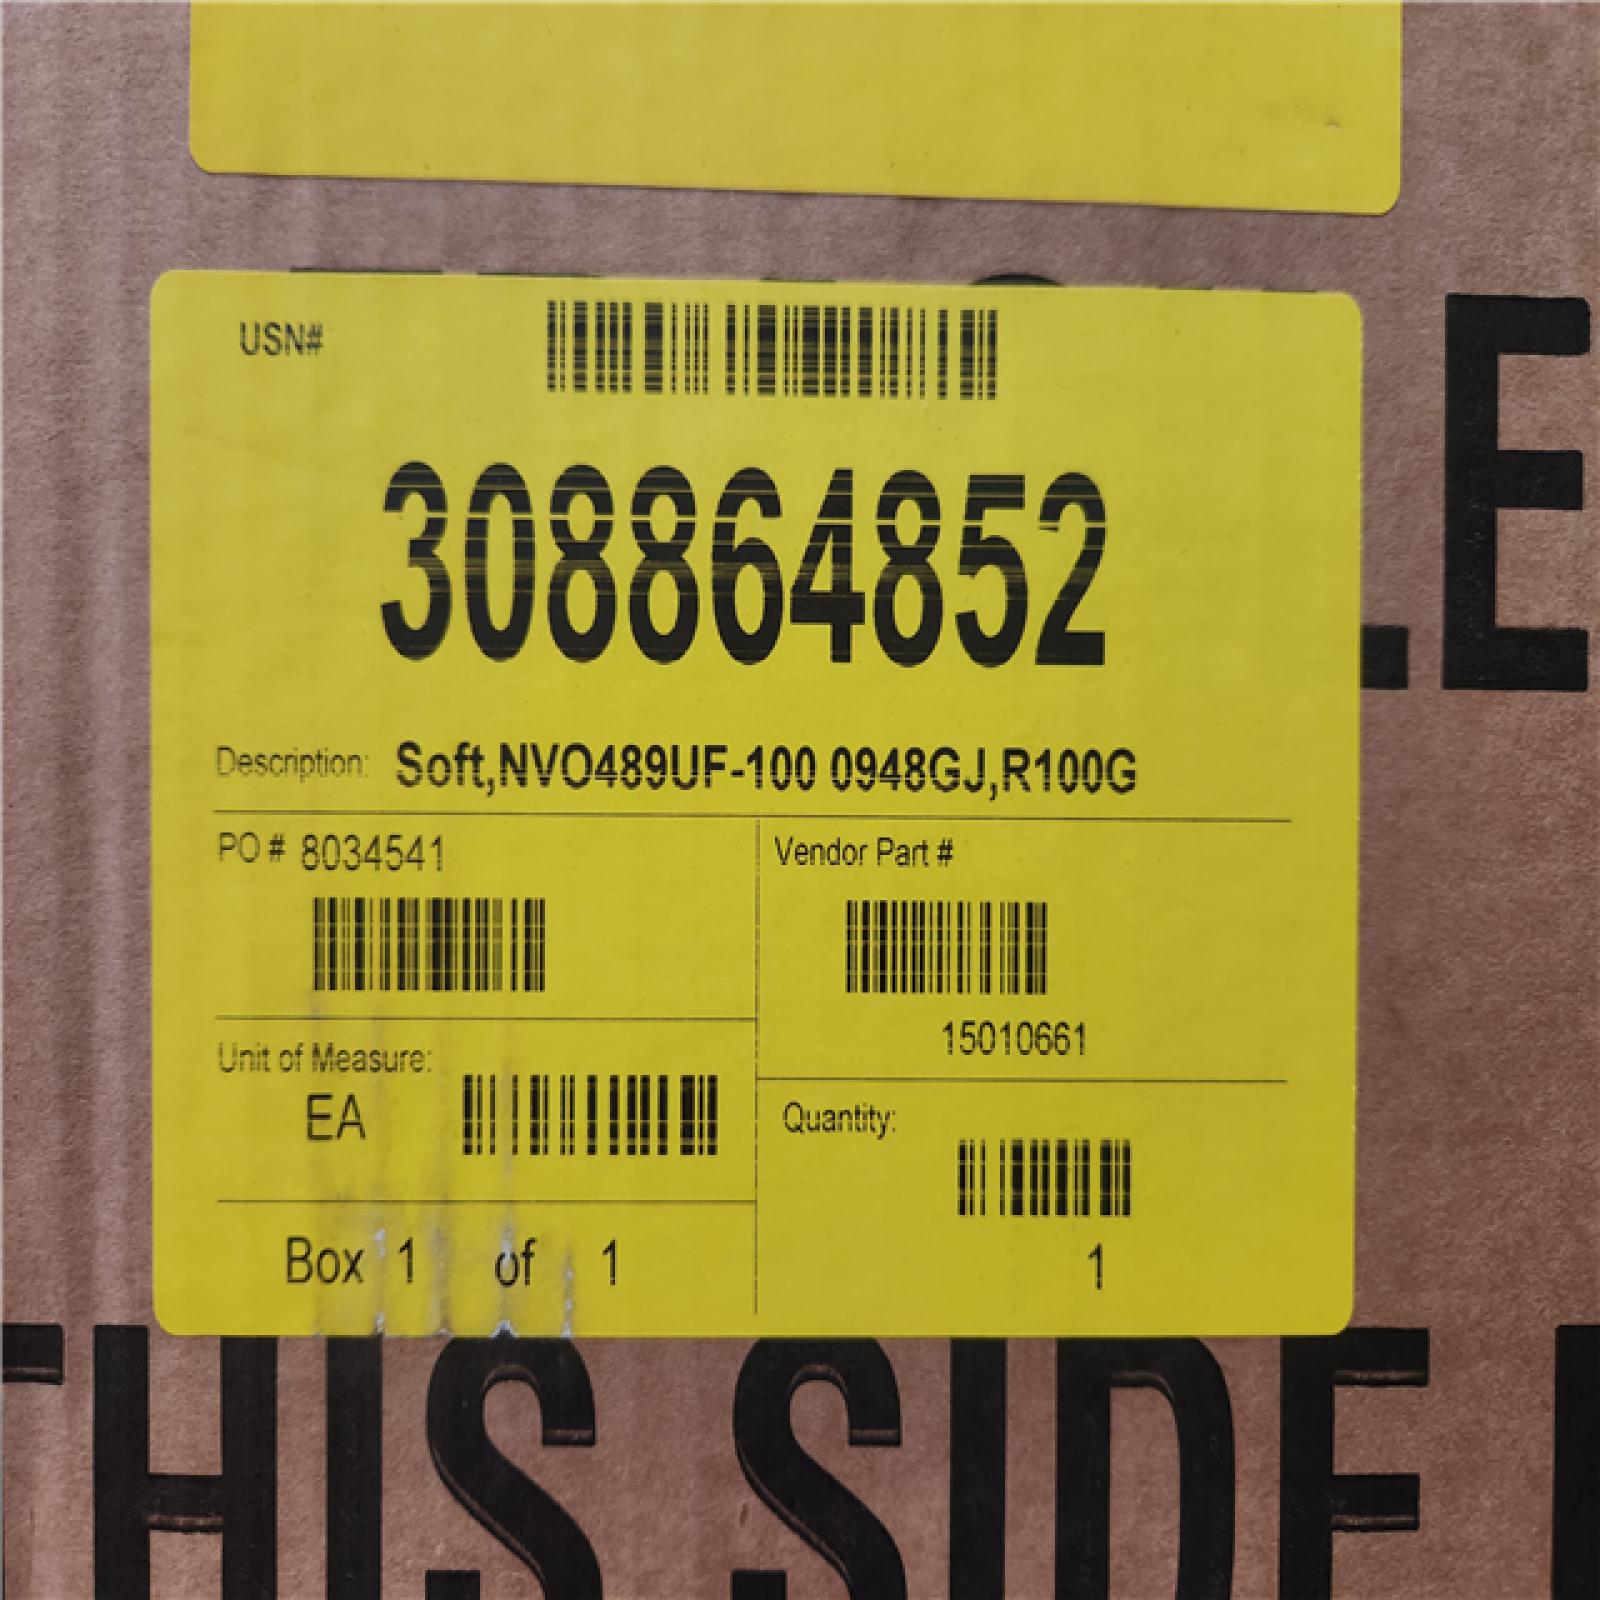 USN#
308864852
Description: Soft,NVO489UF-100 0948GJ,R100G
PO # 8034541
Vendor Part #
15010661
Unit of Measure:
EA
Quantity:
1
Box 1 of 1
THIS SIDE